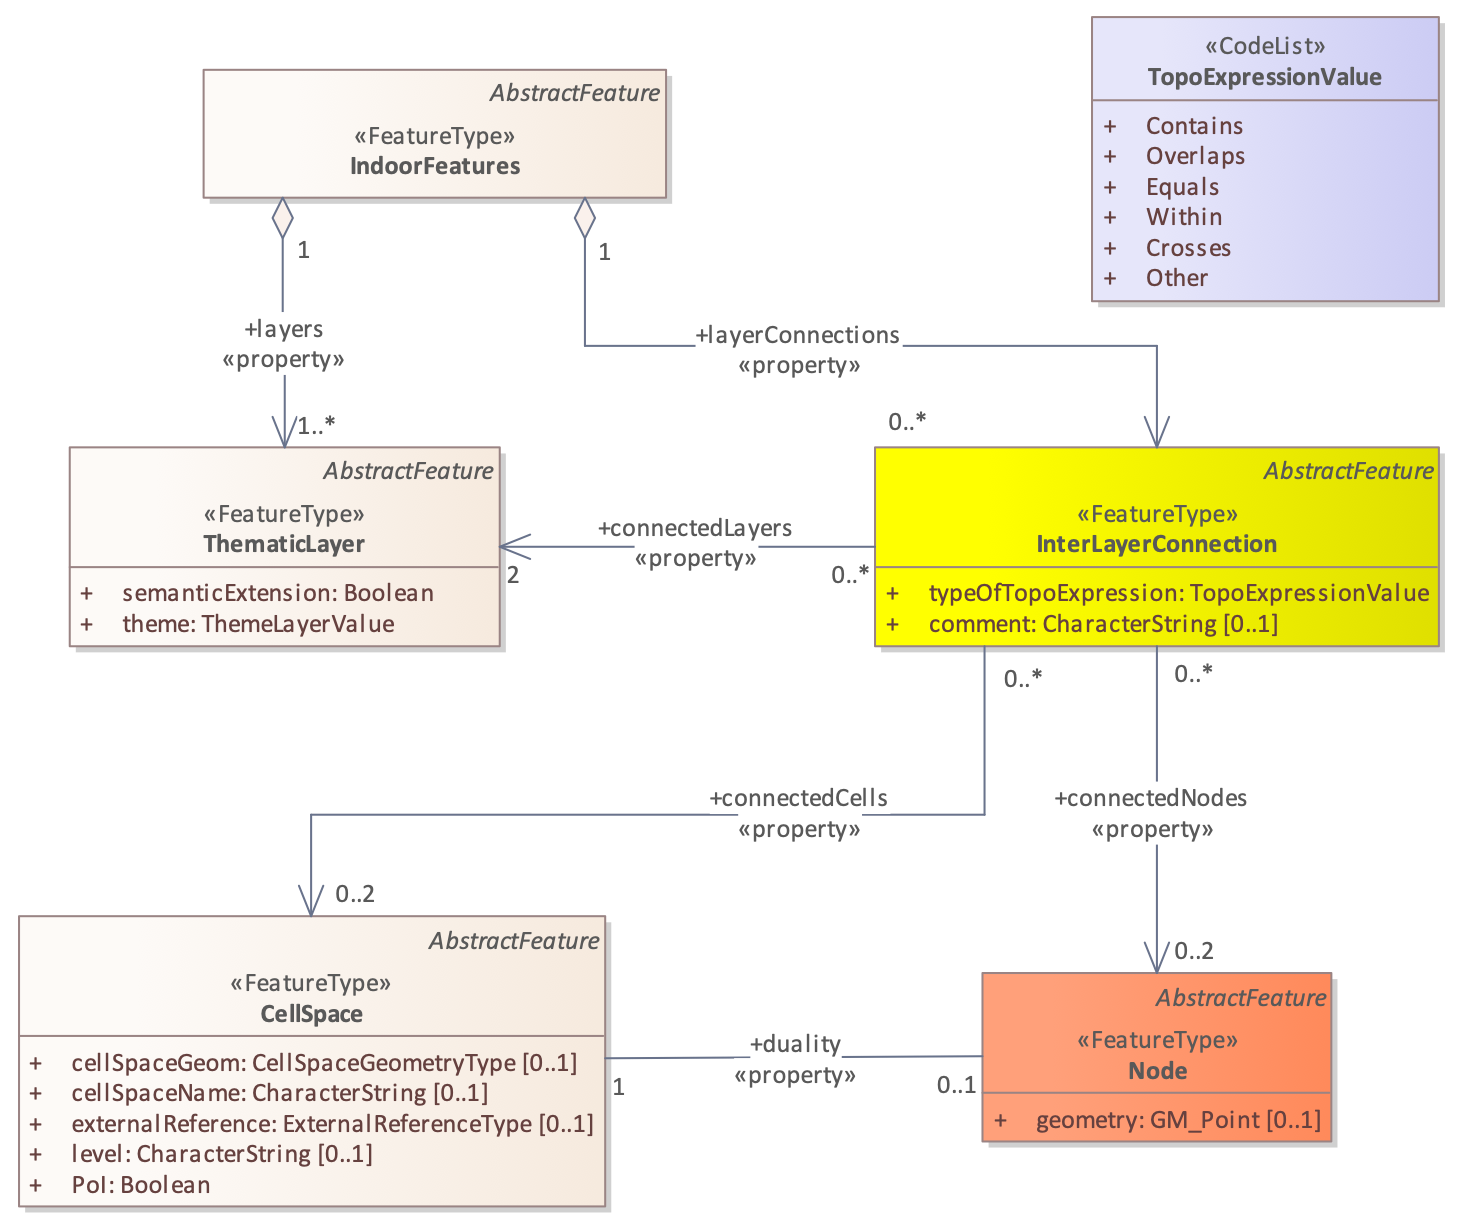 «CodeList»
TopoExpressionValue
+ Contains
+ Overlaps
+ Equals
+ Within
+ Crosses
+ Other
AbstractFeature
«FeatureType»
IndoorFeatures
1
1
+layers
«property»
+layerConnections
«property»
1..*
0..*
AbstractFeature
«FeatureType»
ThematicLayer
+ semanticExtension: Boolean
+ theme: ThemeLayerValue
+connectedLayers
«property»
2
0..*
AbstractFeature
«FeatureType»
InterLayerConnection
+ typeOfTopoExpression: TopoExpressionValue
+ comment: CharacterString [0..1]
0..*
0..*
+connectedCells
«property»
+connectedNodes
«property»
0..2
0..2
AbstractFeature
«FeatureType»
CellSpace
+ cellSpaceGeom: CellSpaceGeometryType [0..1]
+ cellSpaceName: CharacterString [0..1]
+ externalReference: ExternalReferenceType [0..1]
+ level: CharacterString [0..1]
+ PoI: Boolean
+duality
«property»
1
0..1
AbstractFeature
«FeatureType»
Node
+ geometry: GM_Point [0..1]